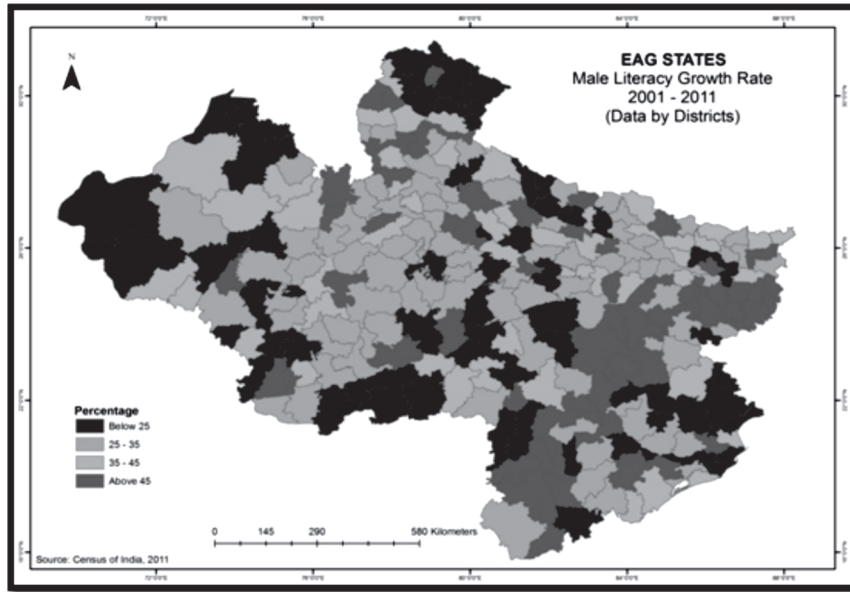 EAG STATES
Male Literacy Growth Rate
2001 - 2011
(Data by Districts)
N
Percentage
Below 25
25 - 35
35 - 45
Above 45
0 145 290 580 Kilometers
Source: Census of India, 2011